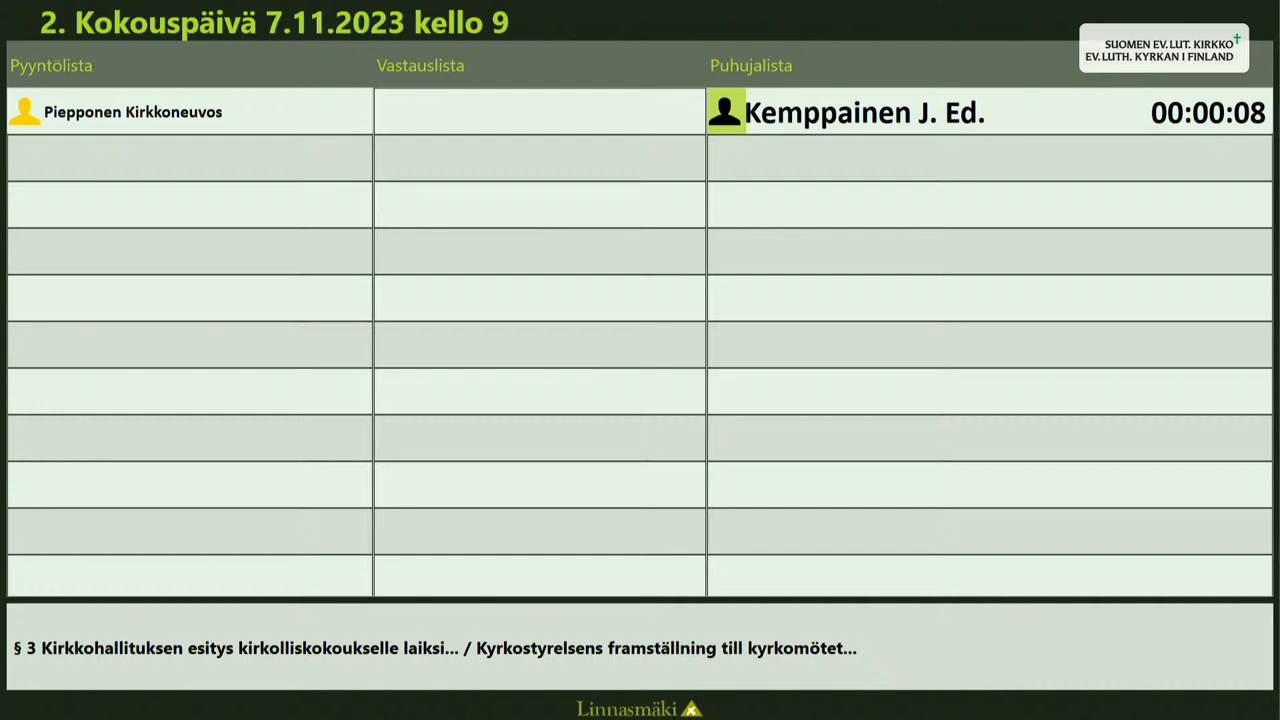 2. Kokouspäivä 7.11.2023 kello 9
SUOMEN EV. LUT. KIRKKO
EV. LUTH. KYRKAN I FINLAND
Pyyntölista
Vastauslista
Puhujalista
Piepponen Kirkkoneuvos
Kemppainen J. Ed.
00:00:08
§ 3 Kirkkohallituksen esitys kirkolliskokoukselle laiksi... / Kyrkostyrelsens framställning till kyrkomötet...
Linnasmäki